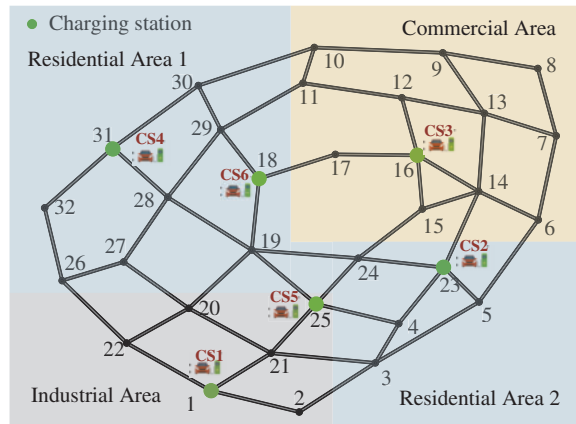 Charging station
Commercial Area
Residential Area 1
10
9
8
30
11
12
13
29
CS3
7
31
CS4
18
17
16
CS6
28
14
32
15
6
27
19
CS2
26
24
23
CS5
20
25
5
22
4
CS1
21
3
Industrial Area
1
2
Residential Area 2